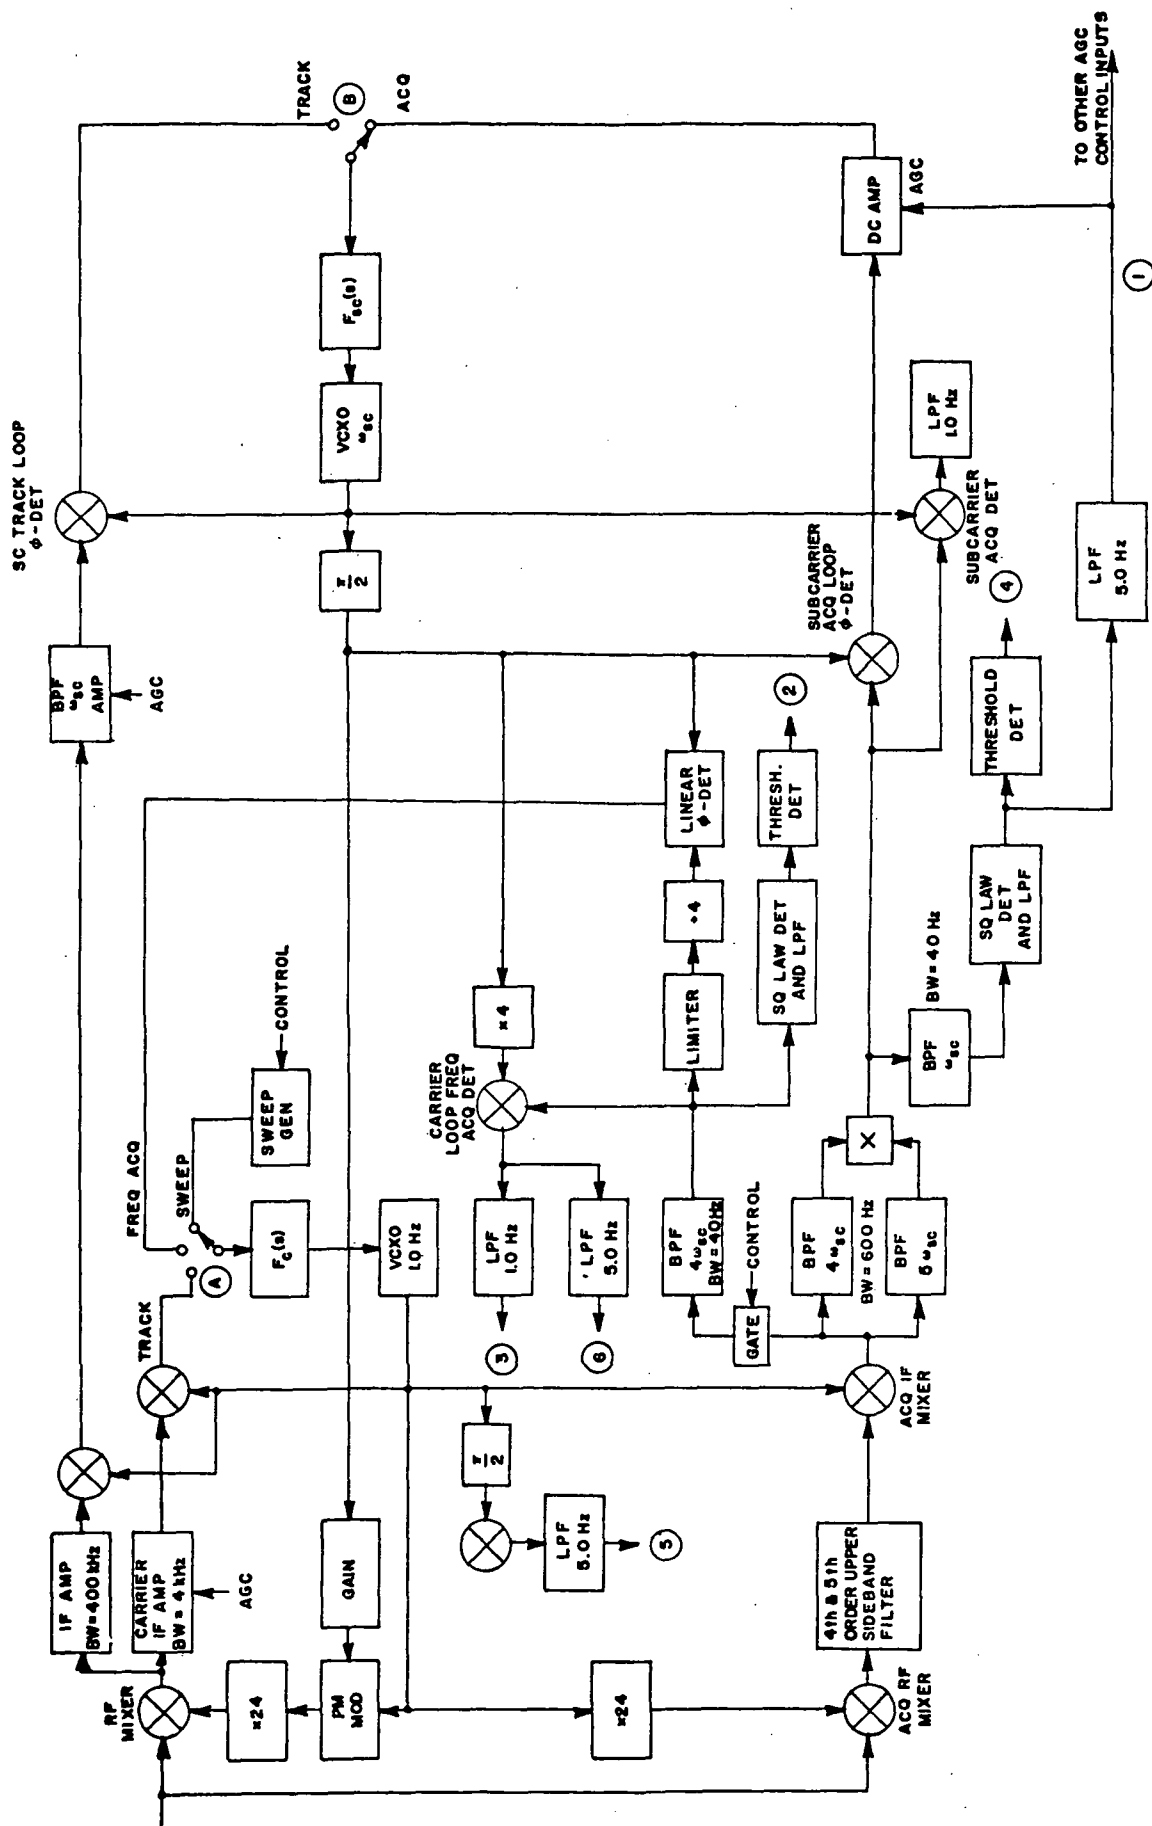 RF
MIXER
IF AMP
BW=400kHz
CARRIER
IF AMP
BW = 4 kHz
AGC
TRACK
A
FREQ ACQ
SWEEP
SWEEP
GEN
CONTROL
F_C(s)
VCXO
1.0 Hz
BPF
ω_SC
AMP
AGC
SC TRACK LOOP
φ-DET
TRACK
B
ACQ
×24
PM
MOD
GAIN
π/2
VCXO
ω_SC
F_SC(s)
×24
π/2
LPF
5.0 Hz
5
LPF
1.0 Hz
3
LPF
5.0 Hz
6
CARRIER
LOOP FREQ
ACQ DET
×4
BPF
4ω_SC
BW=40Hz
GATE
CONTROL
LIMITER
÷4
LINEAR
φ-DET
SQ LAW DET
AND LPF
THRESH.
DET
2
ACQ RF
MIXER
4th & 5th
ORDER UPPER
SIDEBAND
FILTER
ACQ IF
MIXER
BPF
4ω_SC
BW=600 Hz
BPF
5ω_SC
X
BPF
ω_SC
BW=40 Hz
SQ LAW
DET
AND LPF
THRESHOLD
DET
4
LPF
5.0 Hz
1
SUBCARRIER
ACQ LOOP
φ-DET
SUBCARRIER
ACQ DET
LPF
1.0 Hz
DC AMP
AGC
TO OTHER AGC
CONTROL INPUTS